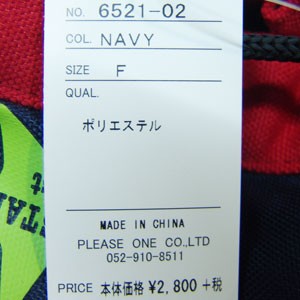 NO. 6521-02
COL. NAVY
SIZE F
QUAL.
ポリエステル
MADE IN CHINA
PLEASE ONE CO.,LTD
052-910-8511
PRICE 本体価格 ¥2,800 +税